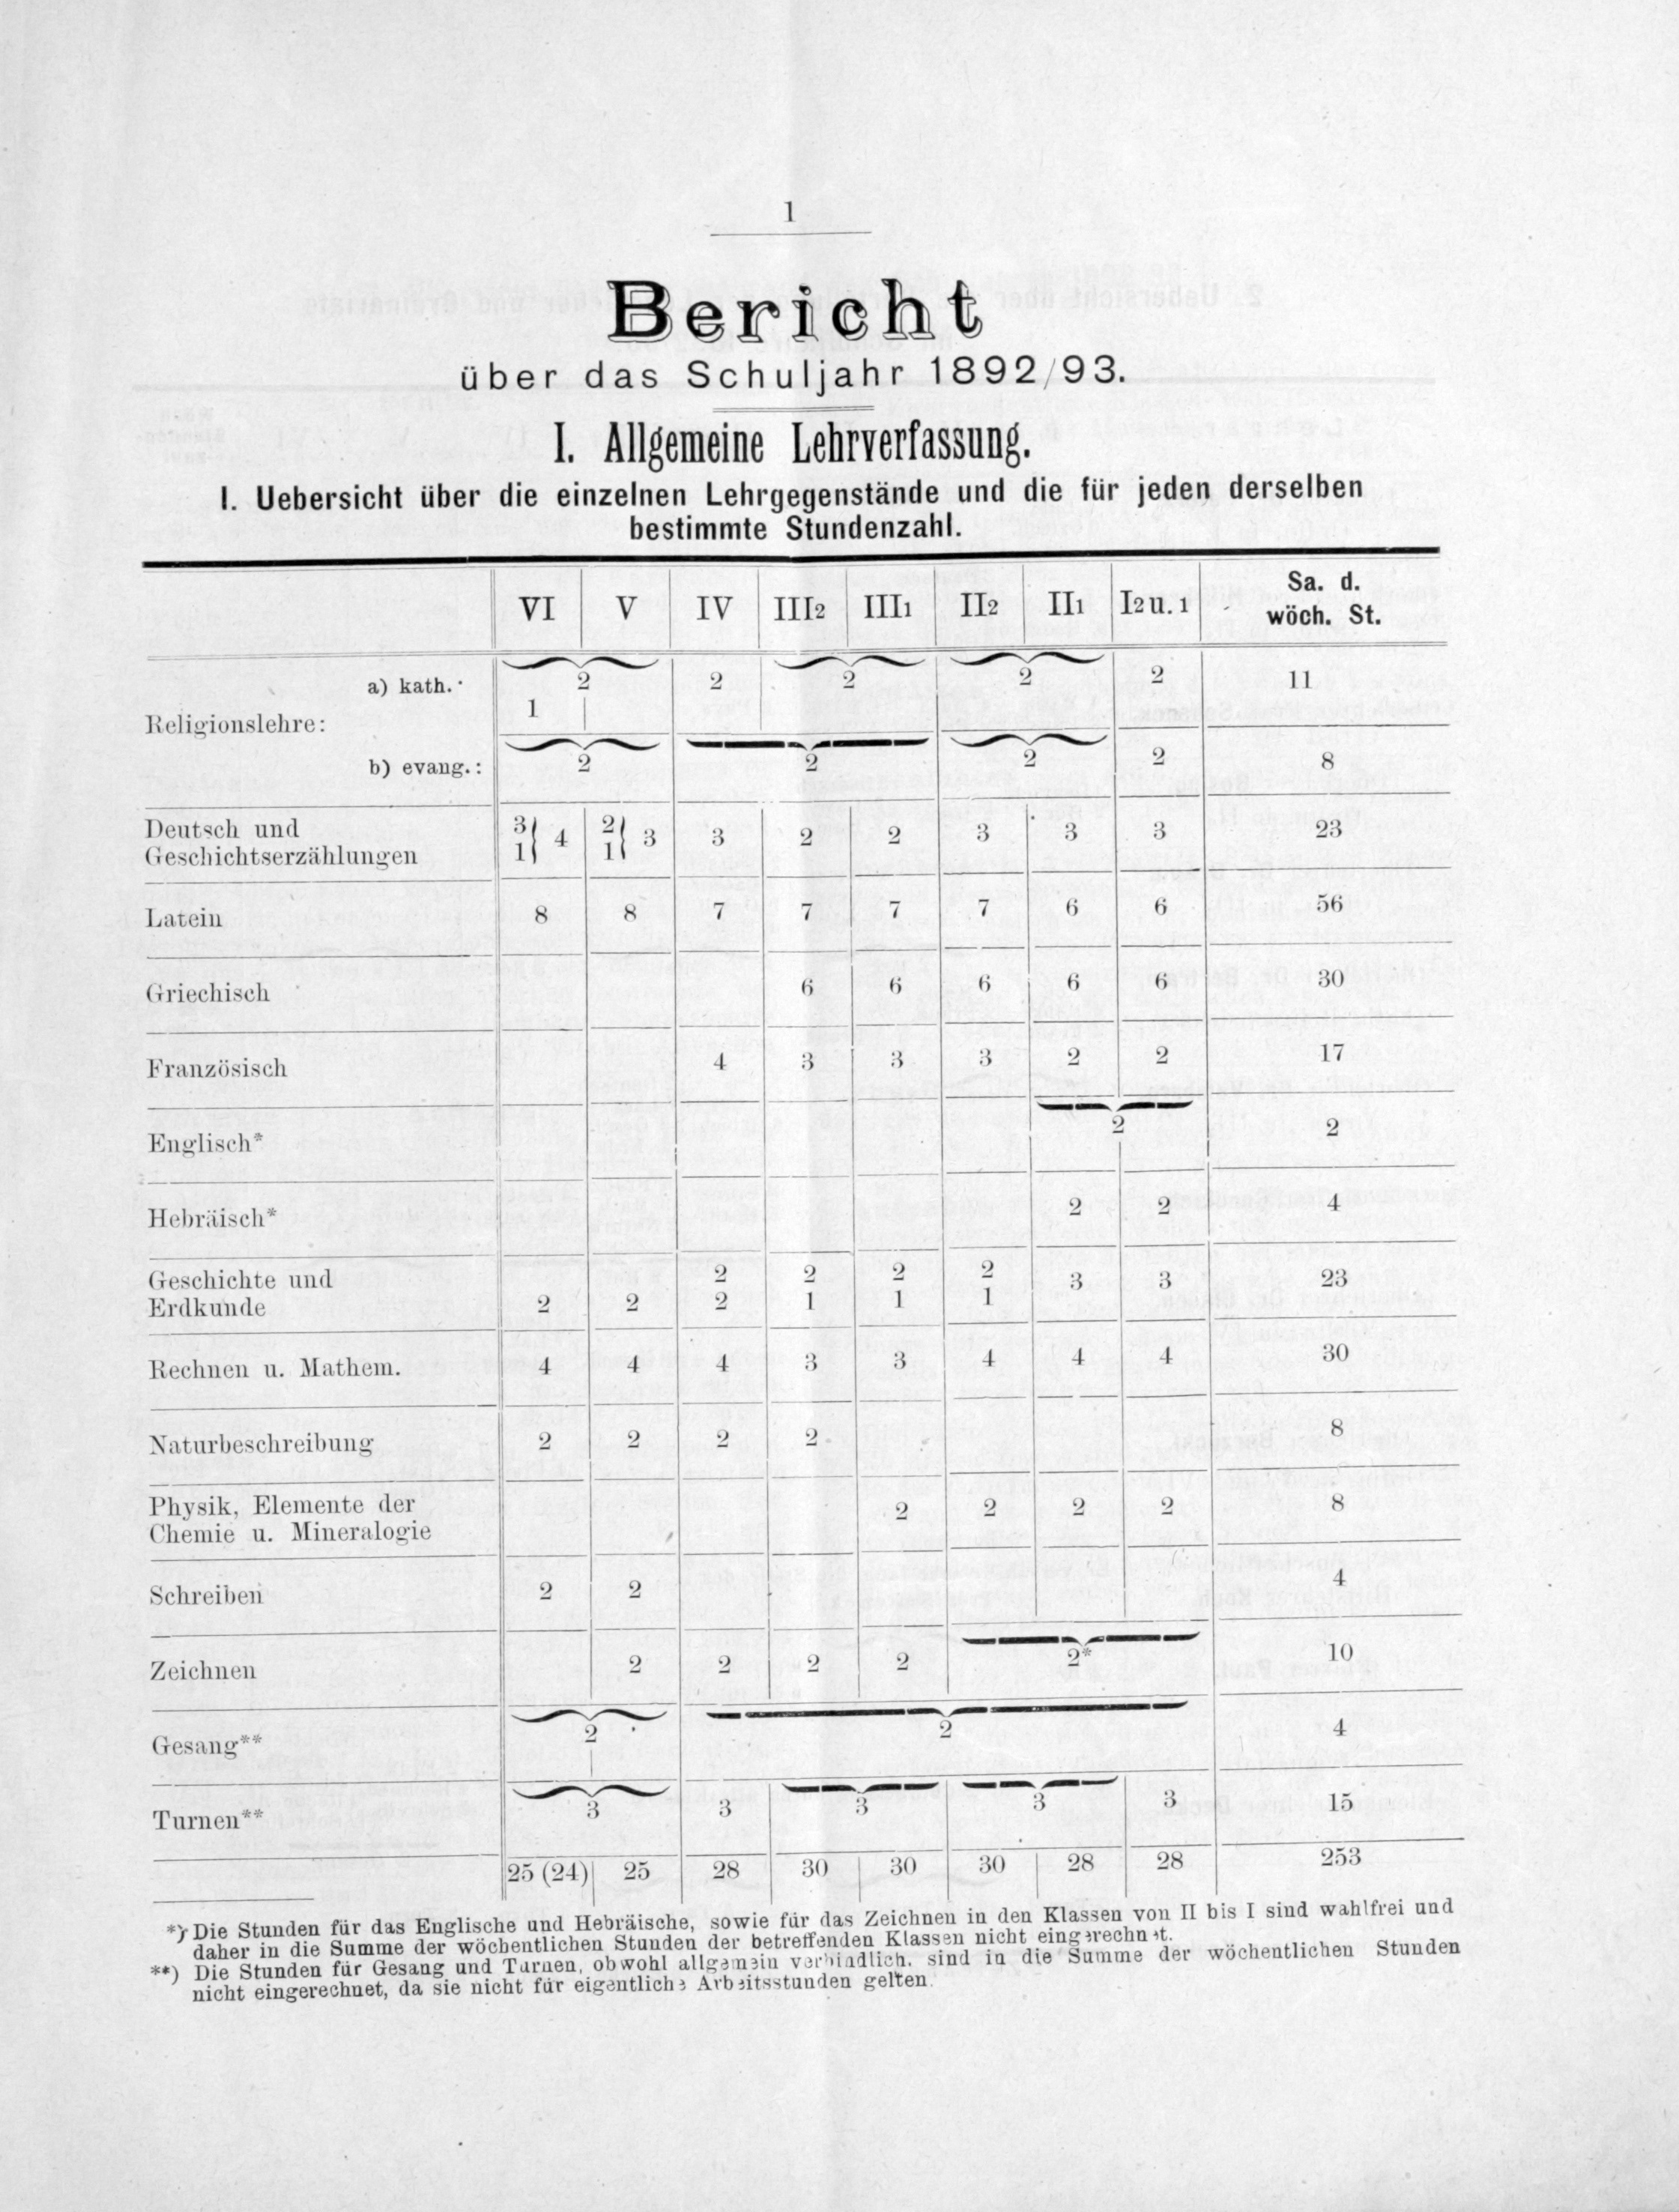 1
Bericht
über das Schuljahr 1892/93.
I. Allgemeine Lehrverfassung.
I. Uebersicht über die einzelnen Lehrgegenstände und die für jeden derselben
bestimmte Stundenzahl.
VI V IV III2 III1 II2 II1 I2 u. 1 Sa. d. wöch. St.
a) kath. 2 2 2 2 2 11
1
Religionslehre:
b) evang.: 2 2 2 2 8
Deutsch und 3 2
Geschichtserzählungen 1 4 1 3 3 2 2 3 3 3 23
Latein 8 8 7 7 7 7 6 6 56
Griechisch 6 6 6 6 6 30
Französisch 4 3 3 3 2 2 17
Englisch* 2 2
Hebräisch* 2 2 4
Geschichte und 2 2 2 2 3 3 23
Erdkunde 2 2 2 1 1 1
Rechnen u. Mathem. 4 4 4 3 3 4 4 4 30
Naturbeschreibung 2 2 2 2 8
Physik, Elemente der
Chemie u. Mineralogie 2 2 2 2 8
Schreiben 2 2 4
Zeichnen 2 2 2 2 2* 10
Gesang** 2 2 4
Turnen** 3 3 3 3 3 15
25 (24) 25 28 30 30 30 28 28 253
*) Die Stunden für das Englische und Hebräische, sowie für das Zeichnen in den Klassen von II bis I sind wahlfrei und
daher in die Summe der wöchentlichen Stunden der betreffenden Klassen nicht eingerechnet.
**) Die Stunden für Gesang und Turnen, obwohl allgemein verbindlich, sind in die Summe der wöchentlichen Stunden
nicht eingerechnet, da sie nicht für eigentliche Arbeitsstunden gelten.